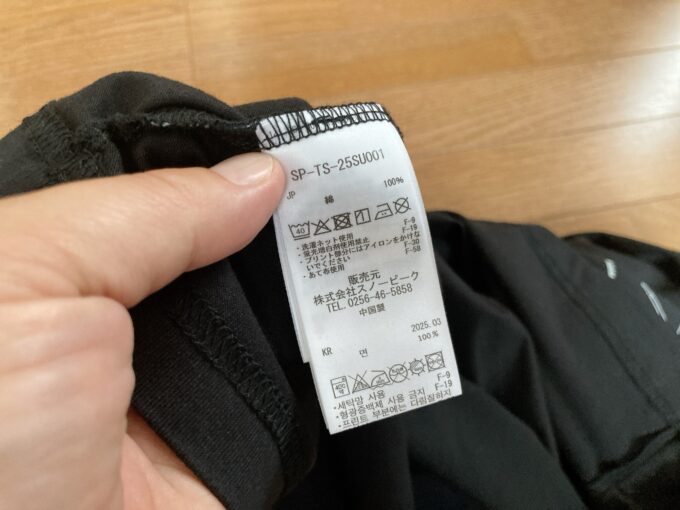 SP-TS-25SU001
JP 綿 100%
40
・洗濯ネット使用 F-9
・蛍光増白剤使用禁止 F-19
・プリント部分にはアイロンをかけな F-30
いでください F-58
・あて布使用
販売元
株式会社スノーピーク
TEL.0256-46-5858
中国製
2025.03
KR 면 100%
F-9
・세탁망 사용 F-19
・형광증백제 사용 금지
・프린트 부분에는 다림질하지